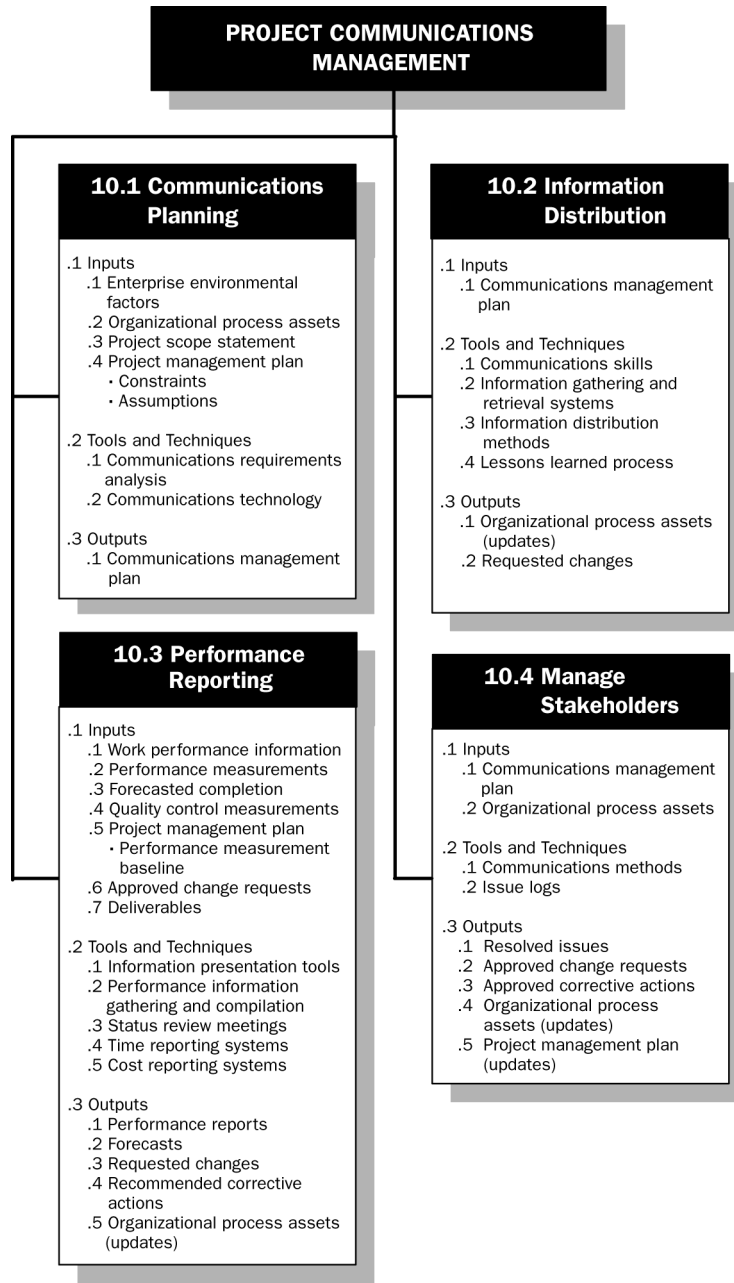 PROJECT COMMUNICATIONS
MANAGEMENT
10.1 Communications
Planning
.1 Inputs
.1 Enterprise environmental
factors
.2 Organizational process assets
.3 Project scope statement
.4 Project management plan
· Constraints
· Assumptions
.2 Tools and Techniques
.1 Communications requirements
analysis
.2 Communications technology
.3 Outputs
.1 Communications management
plan
10.2 Information
Distribution
.1 Inputs
.1 Communications management
plan
.2 Tools and Techniques
.1 Communications skills
.2 Information gathering and
retrieval systems
.3 Information distribution
methods
.4 Lessons learned process
.3 Outputs
.1 Organizational process assets
(updates)
.2 Requested changes
10.3 Performance
Reporting
.1 Inputs
.1 Work performance information
.2 Performance measurements
.3 Forecasted completion
.4 Quality control measurements
.5 Project management plan
· Performance measurement
baseline
.6 Approved change requests
.7 Deliverables
.2 Tools and Techniques
.1 Information presentation tools
.2 Performance information
gathering and compilation
.3 Status review meetings
.4 Time reporting systems
.5 Cost reporting systems
.3 Outputs
.1 Performance reports
.2 Forecasts
.3 Requested changes
.4 Recommended corrective
actions
.5 Organizational process assets
(updates)
10.4 Manage
Stakeholders
.1 Inputs
.1 Communications management
plan
.2 Organizational process assets
.2 Tools and Techniques
.1 Communications methods
.2 Issue logs
.3 Outputs
.1 Resolved issues
.2 Approved change requests
.3 Approved corrective actions
.4 Organizational process
assets (updates)
.5 Project management plan
(updates)